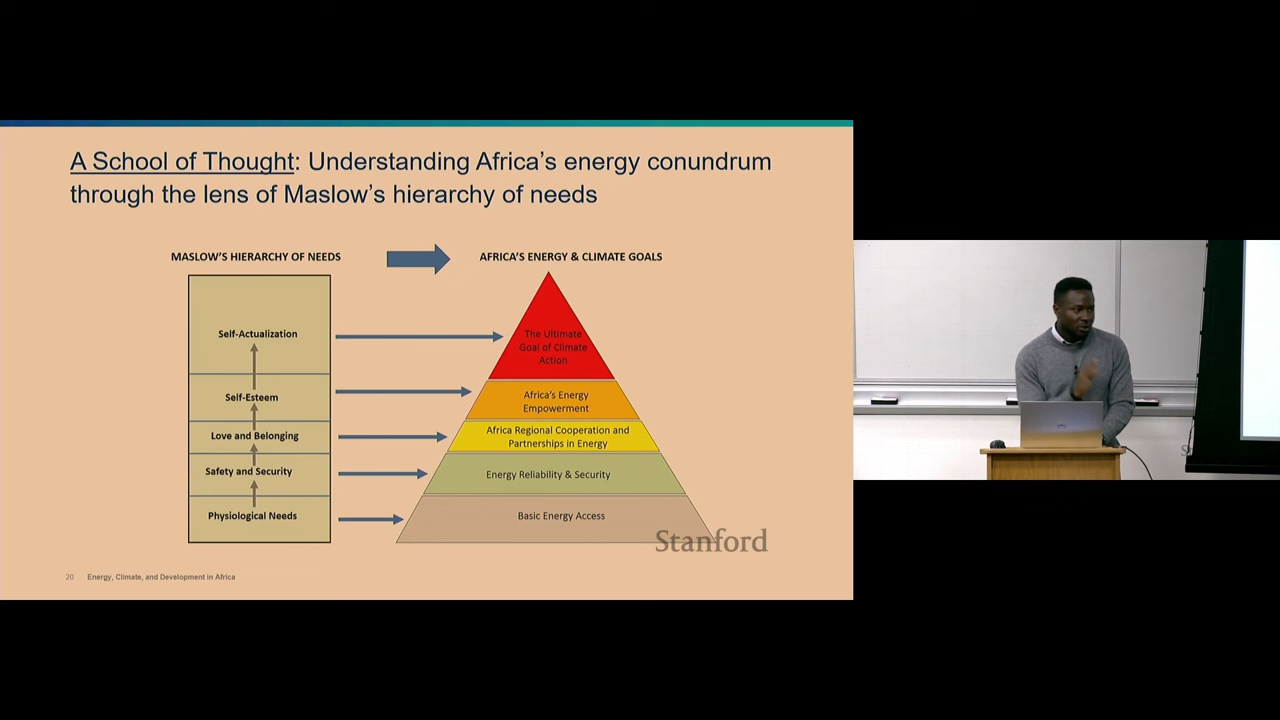 A School of Thought: Understanding Africa's energy conundrum
through the lens of Maslow's hierarchy of needs
MASLOW'S HIERARCHY OF NEEDS
AFRICA'S ENERGY & CLIMATE GOALS
Self-Actualization
Self-Esteem
Love and Belonging
Safety and Security
Physiological Needs
The Ultimate
Goal of Climate
Action
Africa's Energy
Empowerment
Africa Regional Cooperation and
Partnerships in Energy
Energy Reliability & Security
Basic Energy Access
Stanford
20 Energy, Climate, and Development in Africa